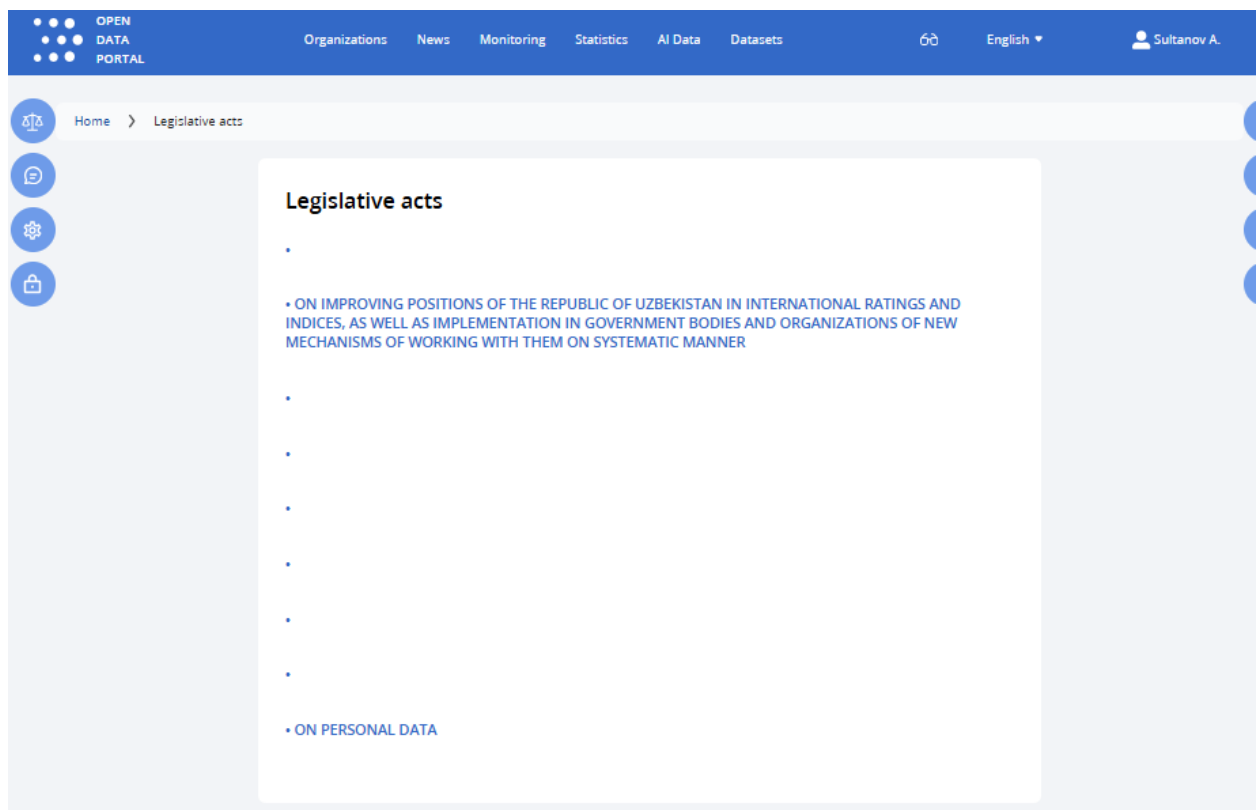 OPEN
DATA
PORTAL
Organizations News Monitoring Statistics AI Data Datasets English Sultanov A.
Home Legislative acts
Legislative acts
•
• ON IMPROVING POSITIONS OF THE REPUBLIC OF UZBEKISTAN IN INTERNATIONAL RATINGS AND
INDICES, AS WELL AS IMPLEMENTATION IN GOVERNMENT BODIES AND ORGANIZATIONS OF NEW
MECHANISMS OF WORKING WITH THEM ON SYSTEMATIC MANNER
•
•
•
•
•
•
• ON PERSONAL DATA